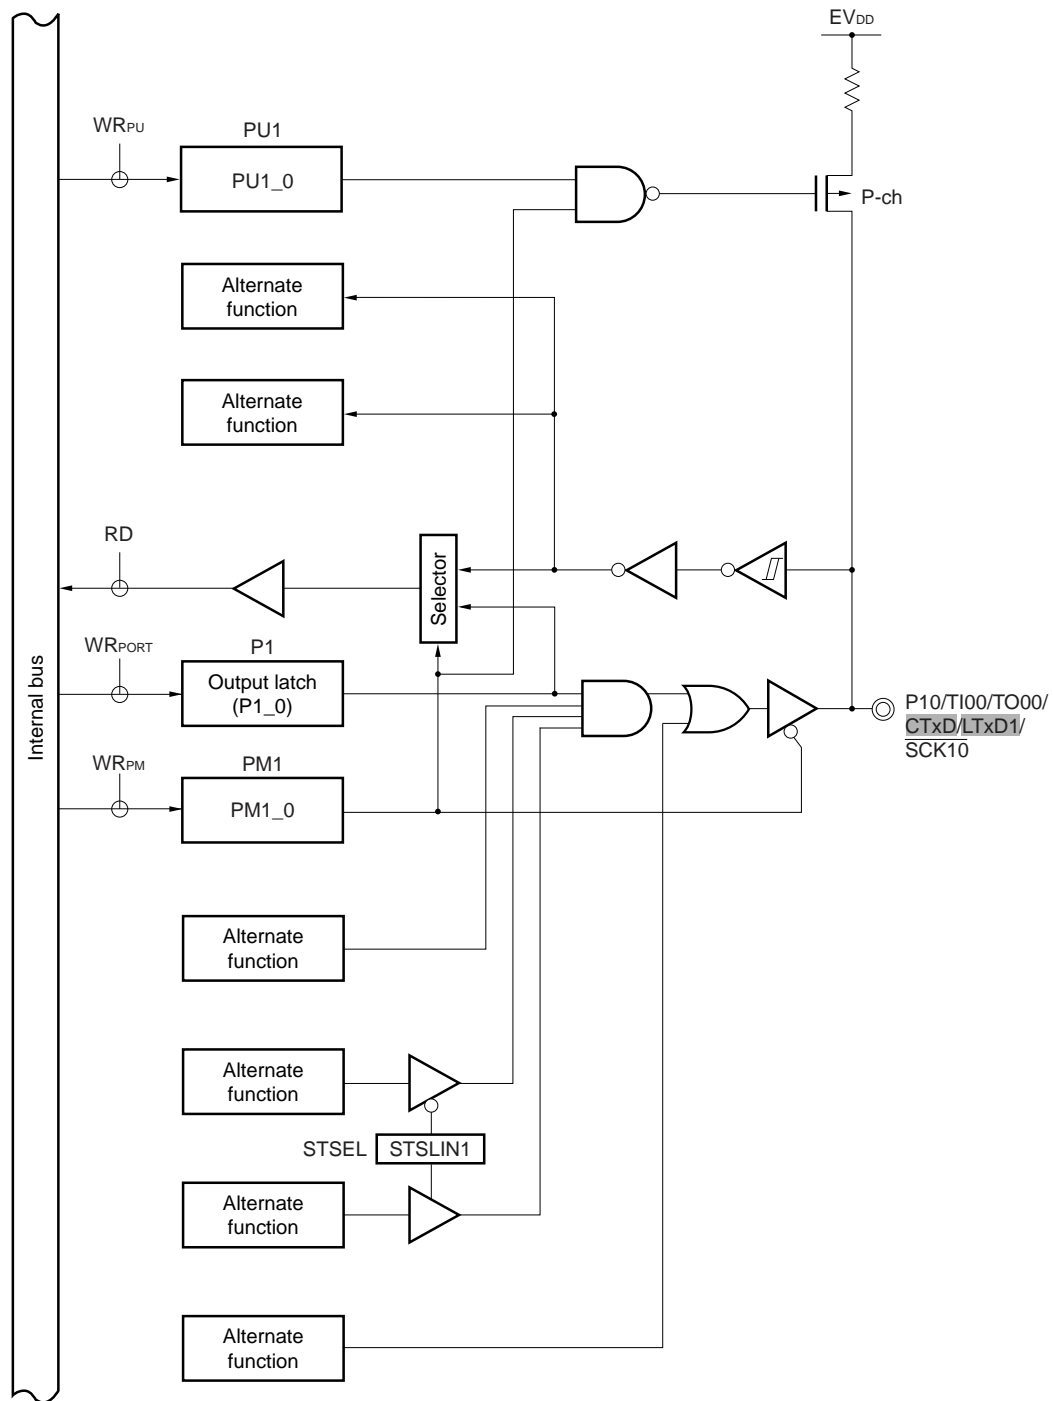 EVDD
WRPU
PU1
PU1_0
P-ch
Alternate
function
Alternate
function
RD
Selector
WRPORT
P1
Output latch
(P1_0)
P10/TI00/TO00/
CTxD/LTxD1/
SCK10
Internal bus
WRPM
PM1
PM1_0
Alternate
function
Alternate
function
STSEL
STSLIN1
Alternate
function
Alternate
function